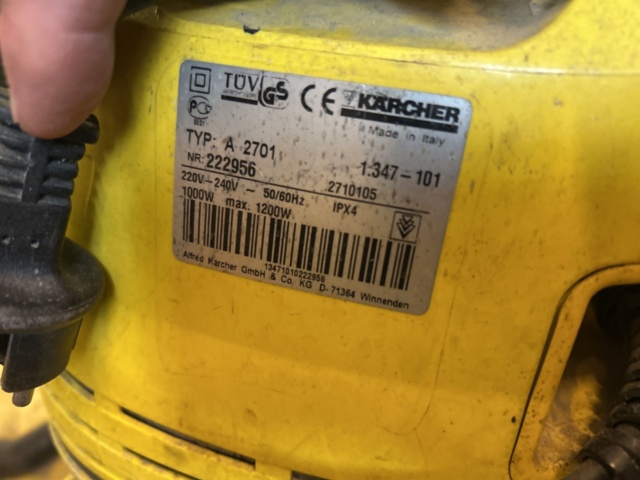 TÜV GS CE KÄRCHER
Made in Italy
TYP: A 2701 1.347-101
NR: 222956 2710105
220V-240V ~ 50/60Hz IPX4
1000W max. 1200W
13471010222956
Alfred Kärcher GmbH & Co. KG D-71364 Winnenden